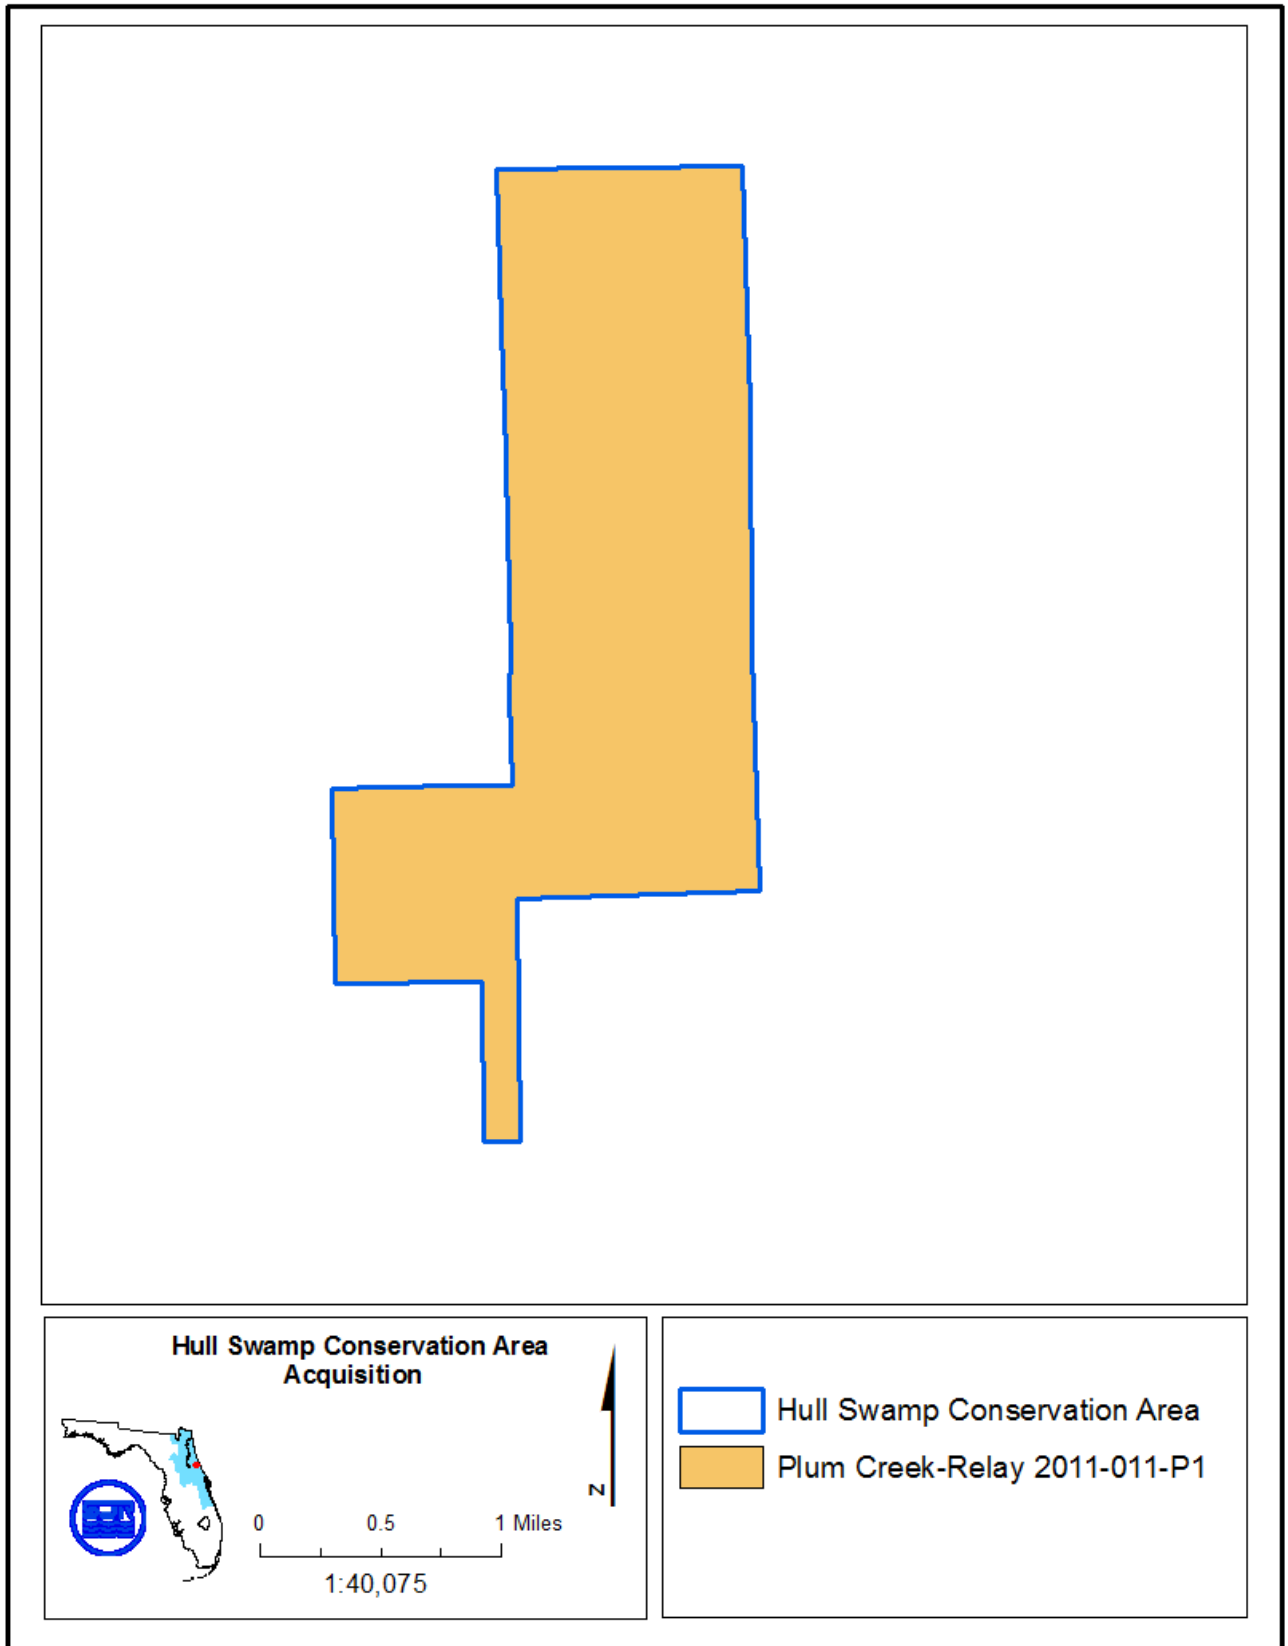 Hull Swamp Conservation Area
Acquisition
N
0 0.5 1 Miles
1:40,075
Hull Swamp Conservation Area
Plum Creek-Relay 2011-011-P1